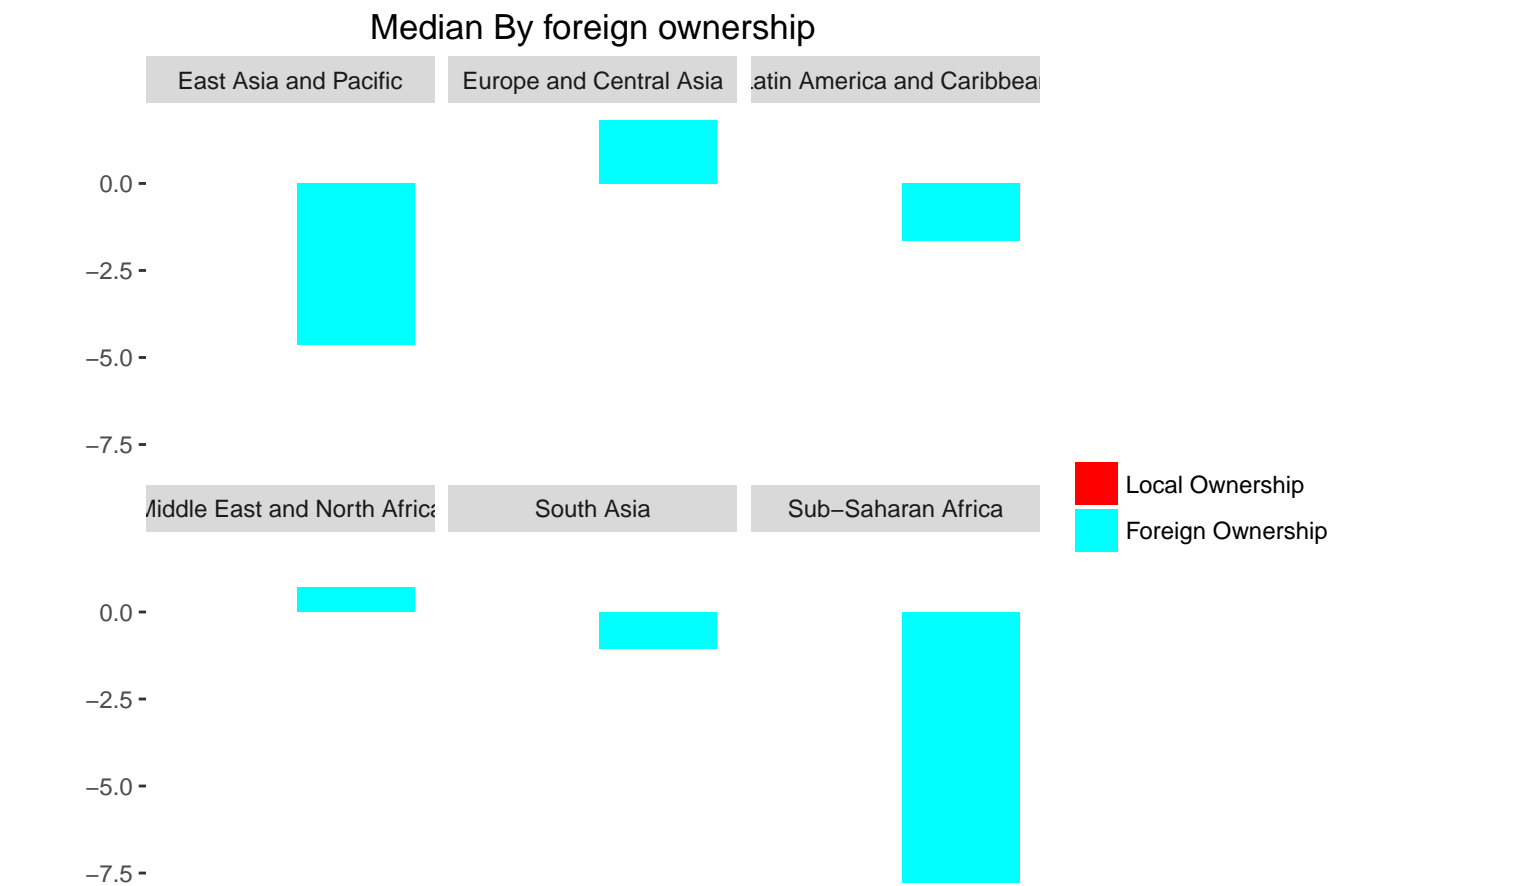 Median By foreign ownership
East Asia and Pacific
Europe and Central Asia
atin America and Caribbea
0.0
−2.5
−5.0
−7.5
iddle East and North Afric
South Asia
Sub−Saharan Africa
0.0
−2.5
−5.0
−7.5
Local Ownership
Foreign Ownership